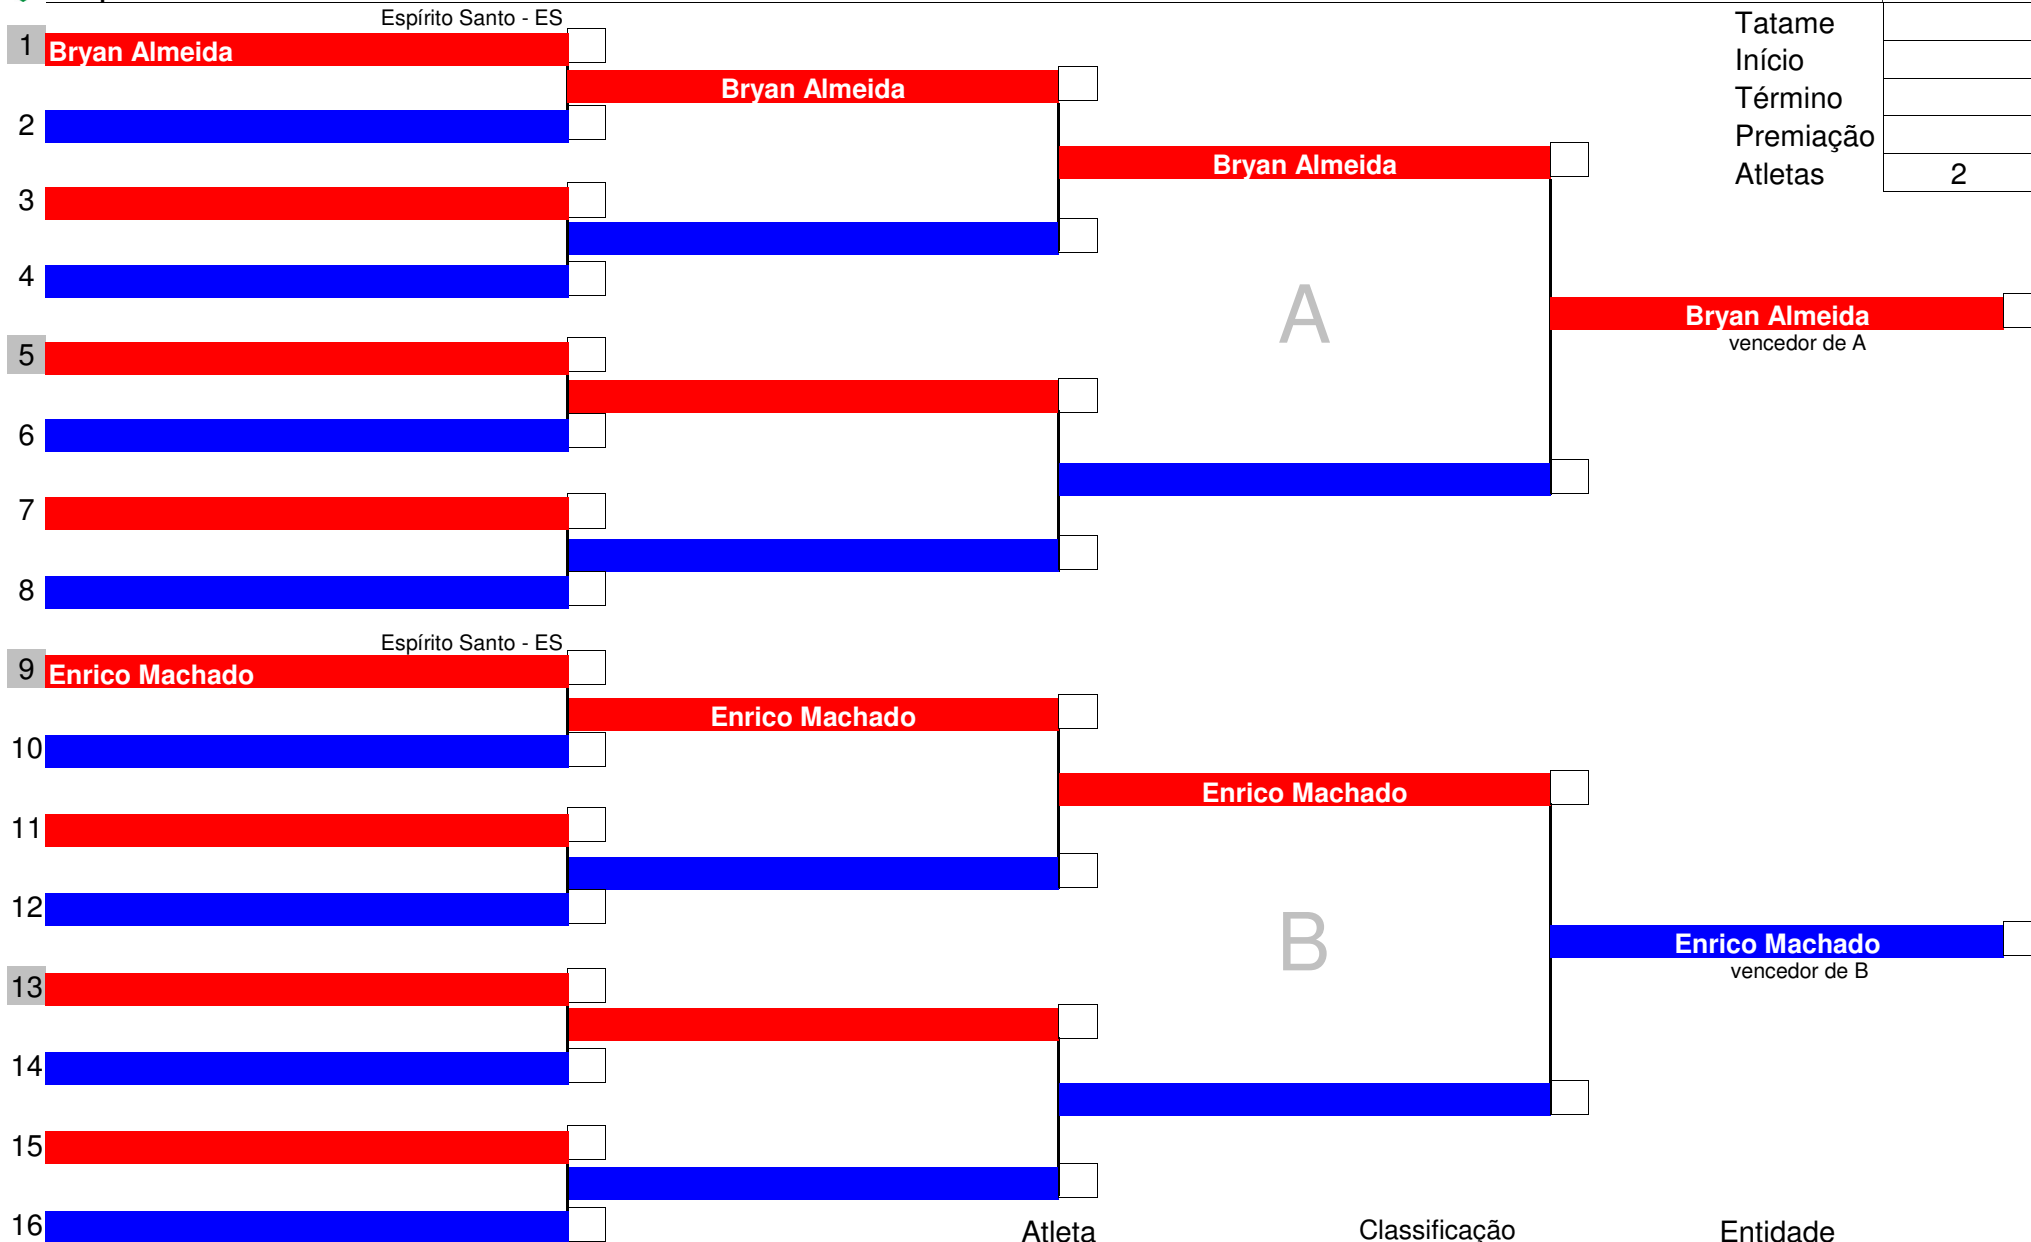 Espírito Santo - ES
1 Bryan Almeida
Bryan Almeida
2
Bryan Almeida
3
4
A
Bryan Almeida
vencedor de A
5
6
7
8
Tatame
Início
Término
Premiação
Atletas 2
Espírito Santo - ES
9 Enrico Machado
Enrico Machado
10
Enrico Machado
11
12
B
Enrico Machado
vencedor de B
13
14
15
16
Atleta Classificação Entidade